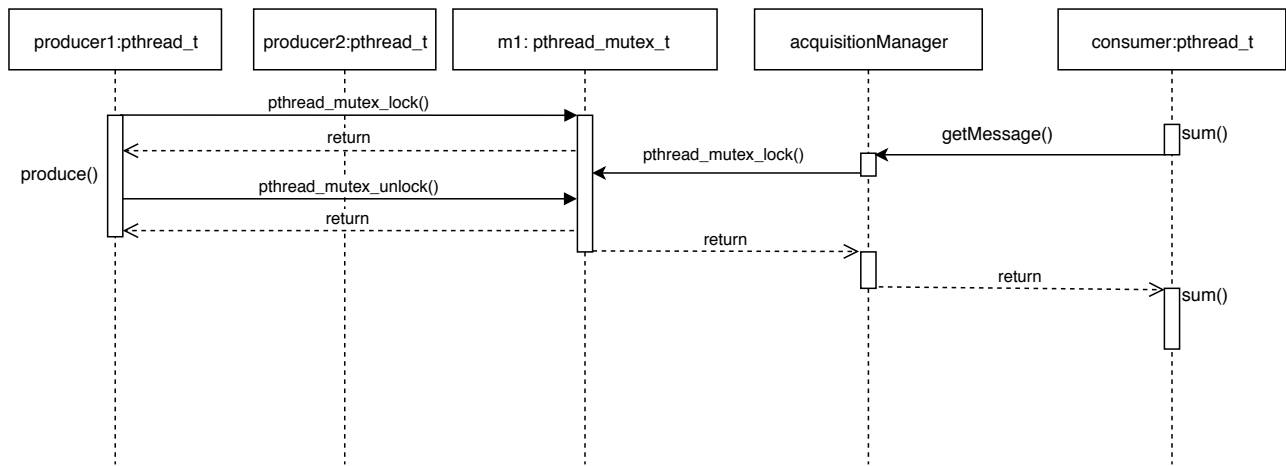 producer1:pthread_t
producer2:pthread_t
m1: pthread_mutex_t
acquisitionManager
consumer:pthread_t
pthread_mutex_lock()
sum()
getMessage()
return
pthread_mutex_lock()
produce()
pthread_mutex_unlock()
return
return
return
sum()